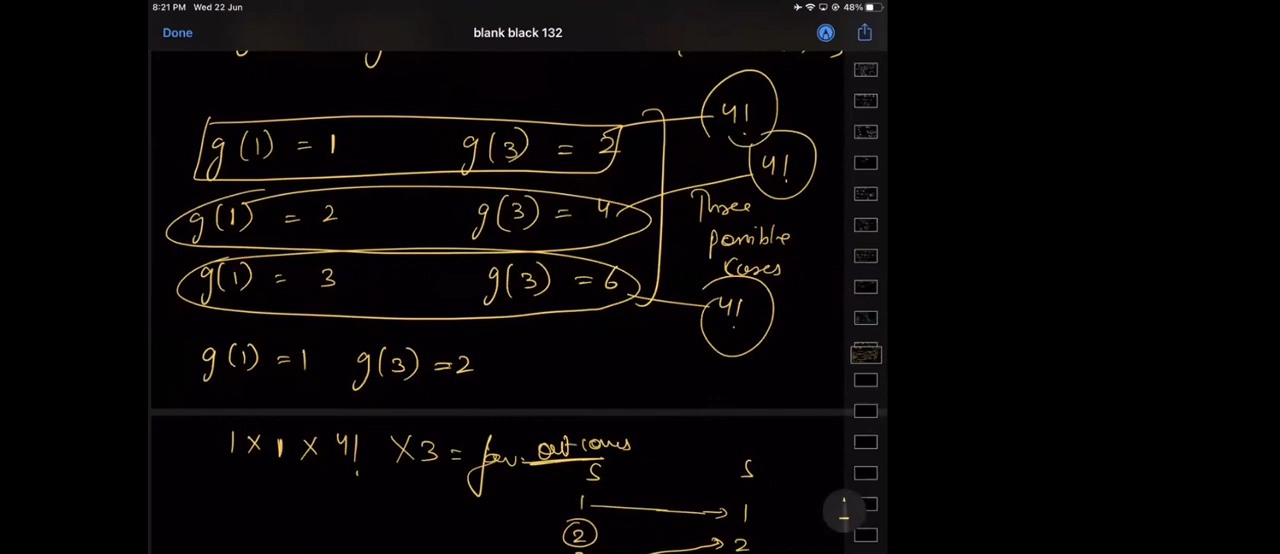 8:21 PM Wed 22 Jun
48%
Done
blank black 132
g(1) = 1 g(3) = 2
4!
g(1) = 2 g(3) = 4
4!
Three
possible
cases
g(1) = 3 g(3) = 6
4!
g(1) = 1 g(3) = 2
1 x 1 x 4! x 3 = fav. outcomes
S S
1 1
2 2